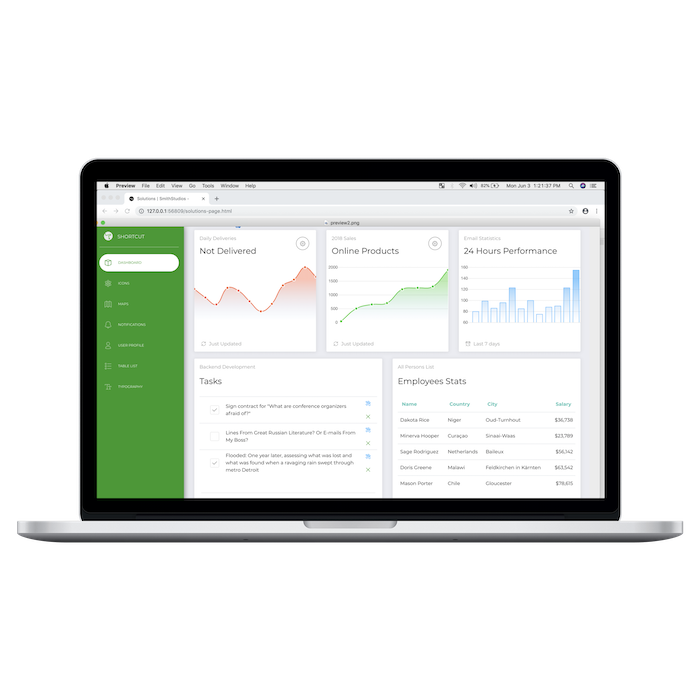 Preview File Edit View Go Tools Window Help
82% Mon Jun 3 1:21:37 PM
Solutions | SmithStudios -
127.0.0.1:56609/solutions-page.html
preview2.png
SHORTCUT
DASHBOARD
ICONS
MAPS
NOTIFICATIONS
USER PROFILE
TABLE LIST
TYPOGRAPHY
Daily Deliveries
Not Delivered
Just Updated
2018 Sales
Online Products
2000
1500
1000
500
0
Just Updated
Email Statistics
24 Hours Performance
160
140
120
100
80
60
Last 7 days
Backend Development
Tasks
Sign contract for "What are conference organizers
afraid of?"
Lines From Great Russian Literature? Or E-mails From
My Boss?
Flooded: One year later, assessing what was lost and
what was found when a ravaging rain swept through
metro Detroit
All Persons List
Employees Stats
Name Country City Salary
Dakota Rice Niger Oud-Turnhout $36,738
Minerva Hooper Curaçao Sinaai-Waas $23,789
Sage Rodriguez Netherlands Baileux $56,142
Doris Greene Malawi Feldkirchen in Kärnten $63,542
Mason Porter Chile Gloucester $78,615